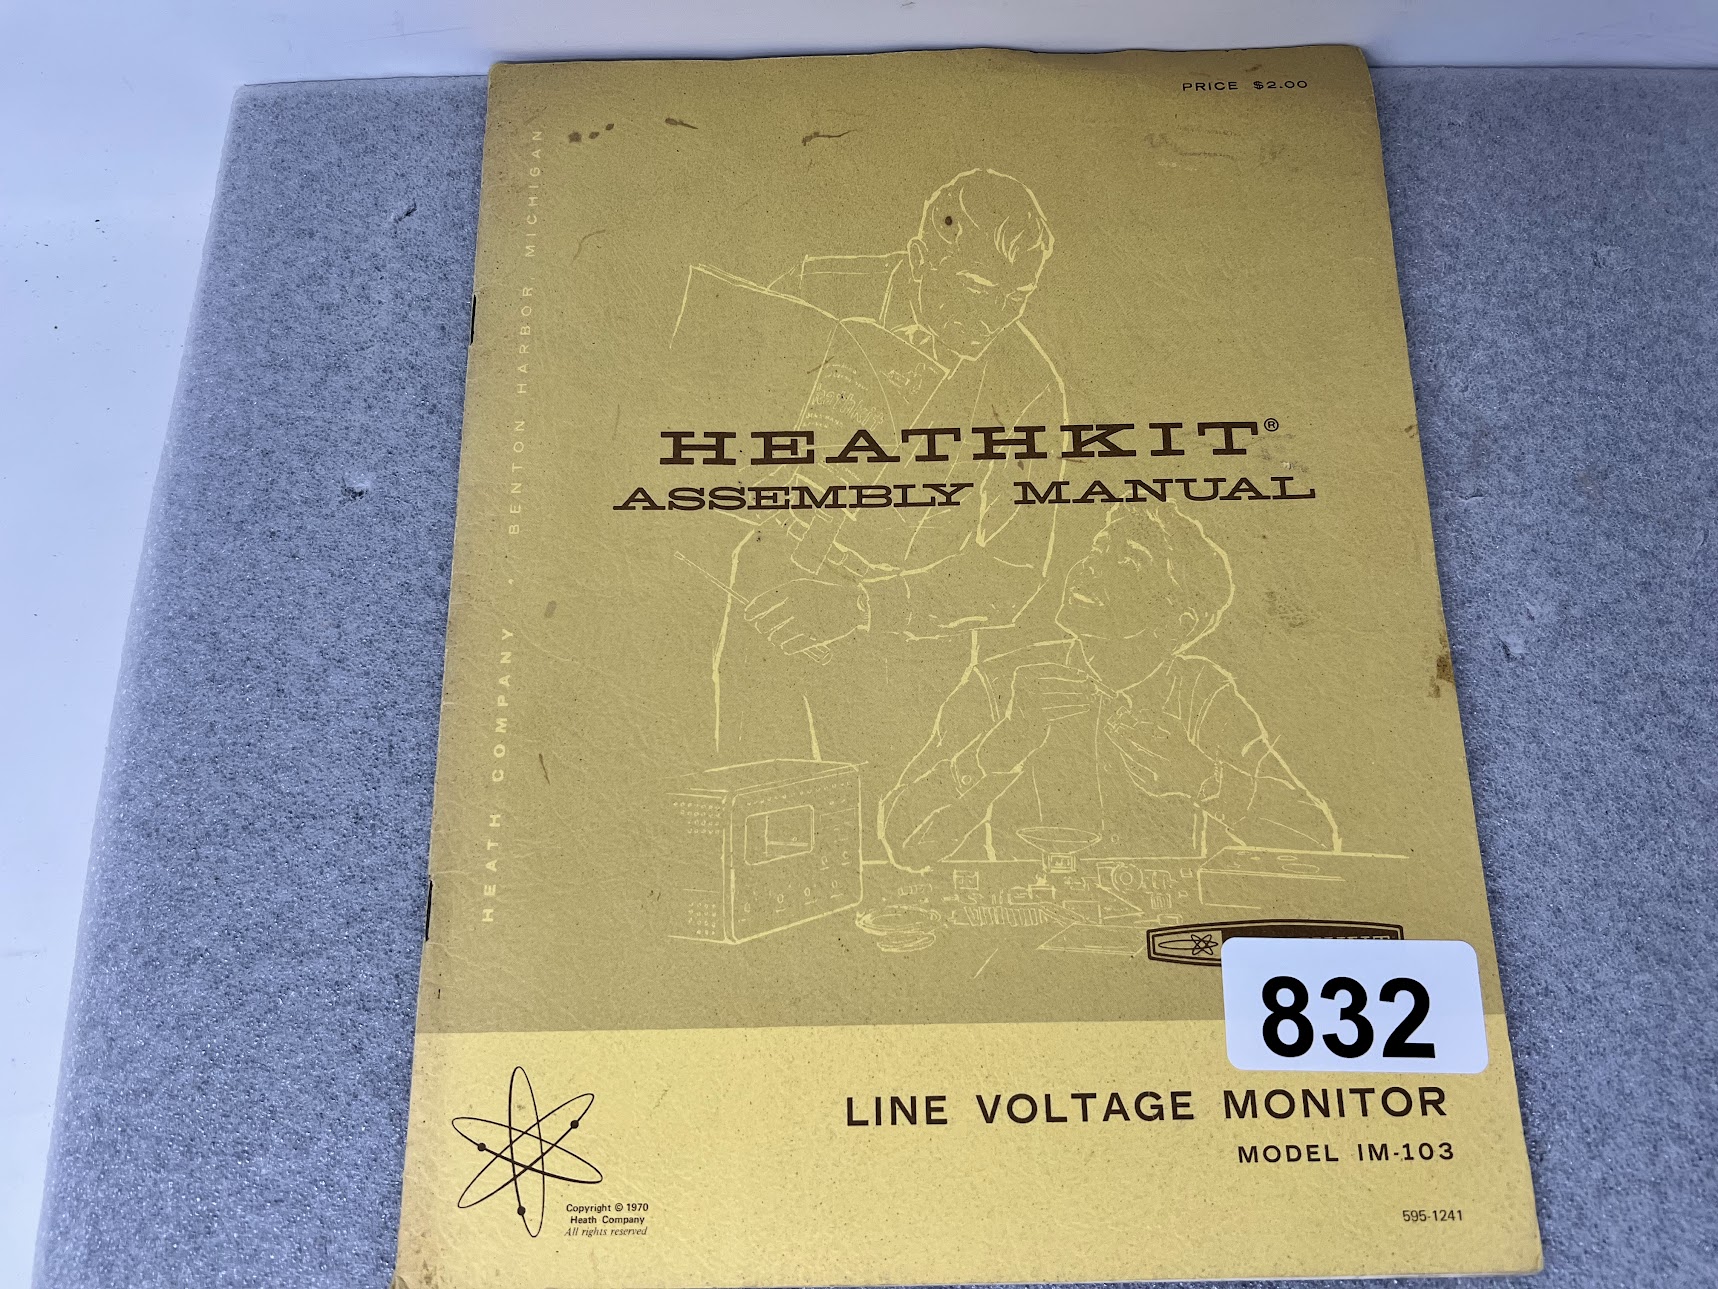 PRICE $2.00
HEATH COMPANY • BENTON HARBOR, MICHIGAN
HEATHKIT®
ASSEMBLY MANUAL
832
LINE VOLTAGE MONITOR
MODEL IM-103
Copyright © 1970
Heath Company
All rights reserved
595-1241